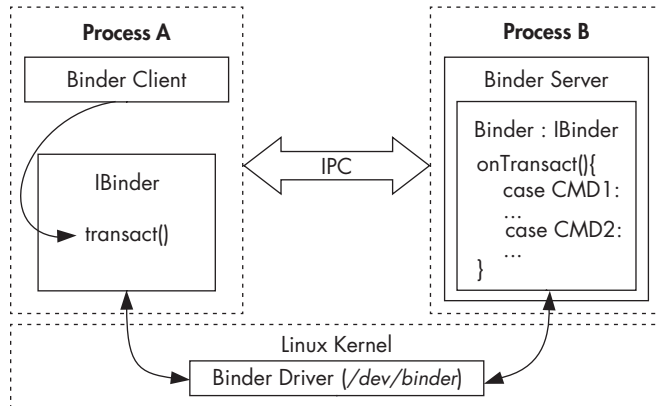 Process A
Binder Client
IBinder
transact()
IPC
Process B
Binder Server
Binder : IBinder
onTransact(){
case CMD1:
...
case CMD2:
...
}
Linux Kernel
Binder Driver (/dev/binder)